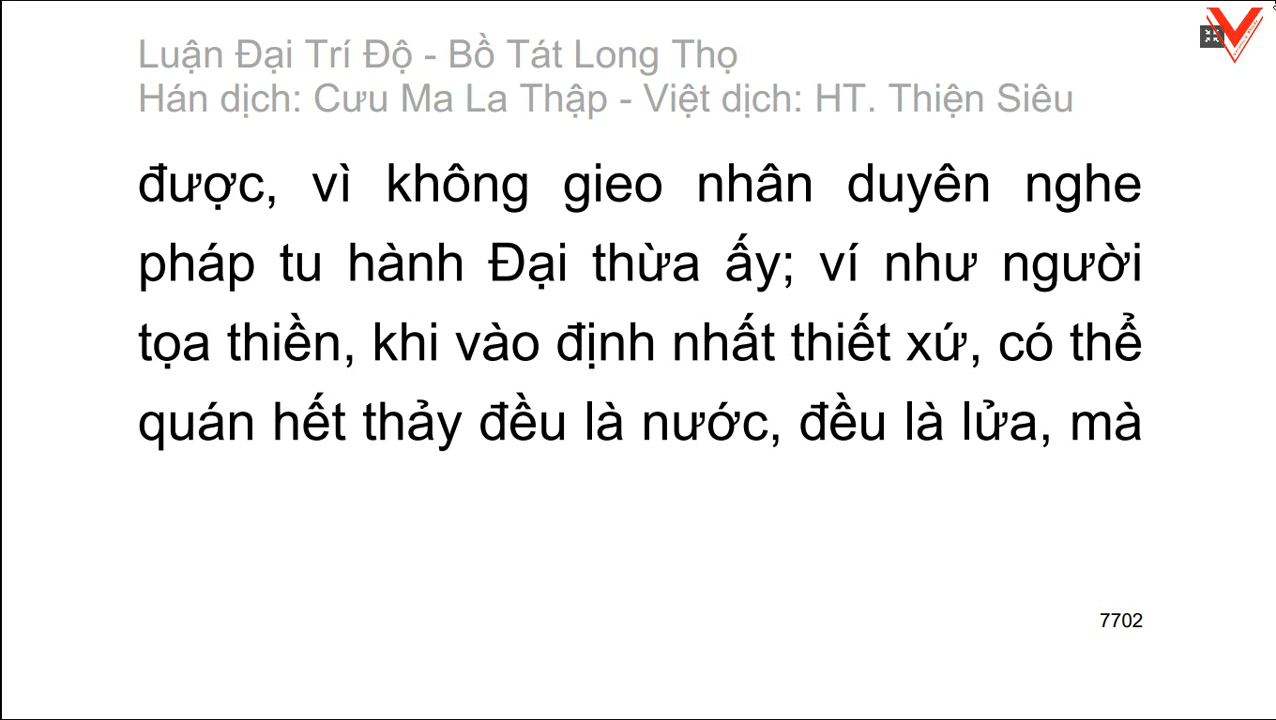 Luận Đại Trí Độ - Bồ Tát Long Thọ
Hán dịch: Cưu Ma La Thập - Việt dịch: HT. Thiện Siêu
được, vì không gieo nhân duyên nghe
pháp tu hành Đại thừa ấy; ví như người
tọa thiền, khi vào định nhất thiết xứ, có thể
quán hết thảy đều là nước, đều là lửa, mà
7702